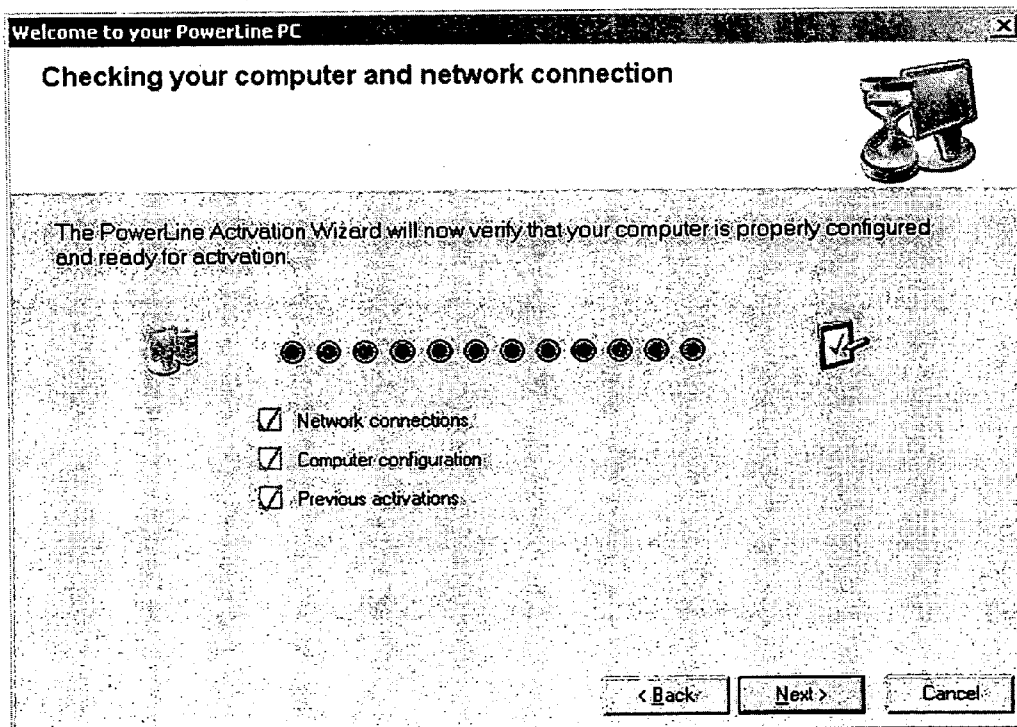 Welcome to your PowerLine PC
Checking your computer and network connection
The PowerLine Activation Wizard will now verify that your computer is properly configured
and ready for activation.
Network connections
Computer configuration
Previous activations
< Back Next > Cancel